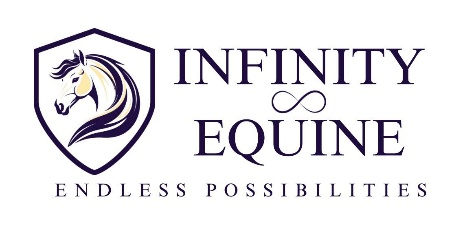 INFINITY
∞
EQUINE
ENDLESS POSSIBILITIES